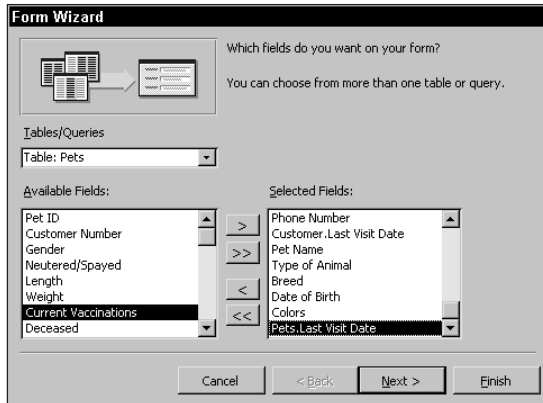 Form Wizard
Which fields do you want on your form?
You can choose from more than one table or query.
Tables/Queries
Table: Pets
Available Fields:
Pet ID
Customer Number
Gender
Neutered/Spayed
Length
Weight
Current Vaccinations
Deceased
>
>>
<
<<
Selected Fields:
Phone Number
Customer.Last Visit Date
Pet Name
Type of Animal
Breed
Date of Birth
Colors
Pets.Last Visit Date
Cancel
< Back
Next >
Finish